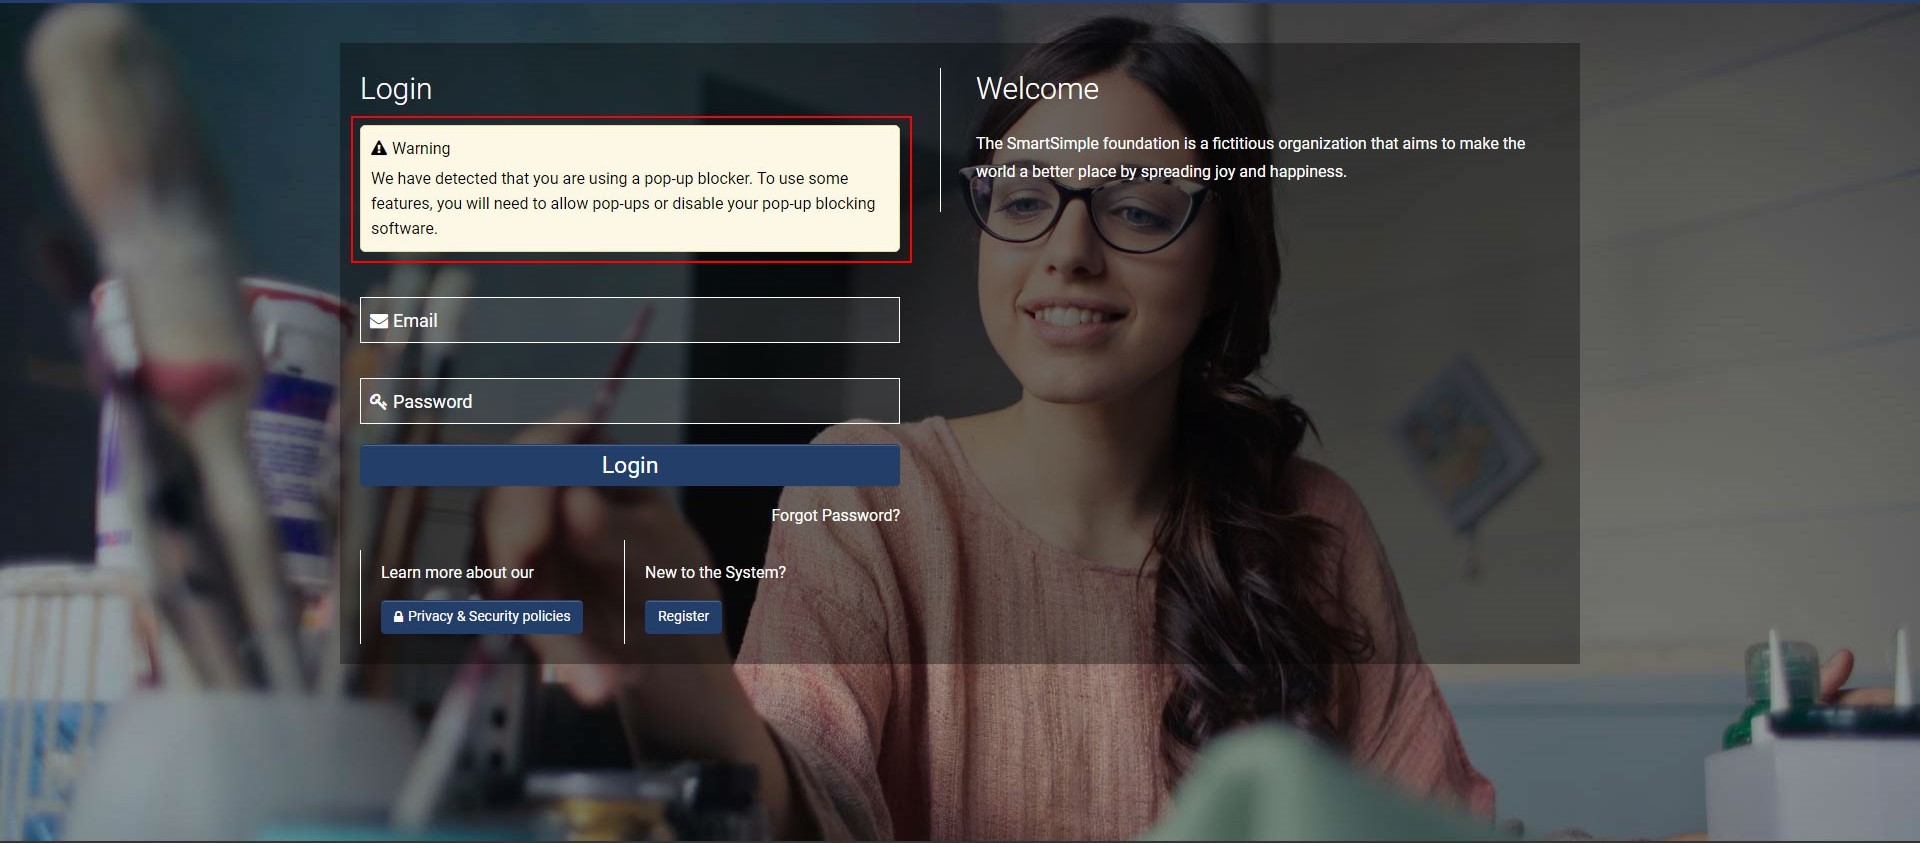 Login
Warning
We have detected that you are using a pop-up blocker. To use some
features, you will need to allow pop-ups or disable your pop-up blocking
software.
Email
Password
Login
Forgot Password?
Learn more about our
Privacy & Security policies
New to the System?
Register
Welcome
The SmartSimple foundation is a fictitious organization that aims to make the
world a better place by spreading joy and happiness.